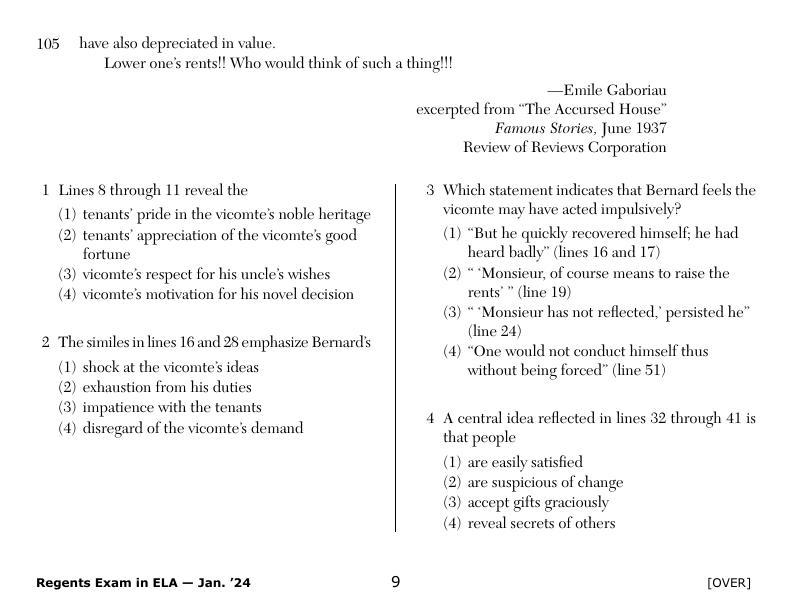 105 have also depreciated in value.
Lower one's rents!! Who would think of such a thing!!!
—Emile Gaboriau
excerpted from “The Accursed House”
Famous Stories, June 1937
Review of Reviews Corporation
1 Lines 8 through 11 reveal the
(1) tenants’ pride in the vicomte’s noble heritage
(2) tenants’ appreciation of the vicomte’s good
fortune
(3) vicomte’s respect for his uncle’s wishes
(4) vicomte’s motivation for his novel decision
2 The similes in lines 16 and 28 emphasize Bernard’s
(1) shock at the vicomte’s ideas
(2) exhaustion from his duties
(3) impatience with the tenants
(4) disregard of the vicomte’s demand
3 Which statement indicates that Bernard feels the
vicomte may have acted impulsively?
(1) “But he quickly recovered himself; he had
heard badly” (lines 16 and 17)
(2) “ ‘Monsieur, of course means to raise the
rents’ ” (line 19)
(3) “ ‘Monsieur has not reflected,’ persisted he”
(line 24)
(4) “One would not conduct himself thus
without being forced” (line 51)
4 A central idea reflected in lines 32 through 41 is
that people
(1) are easily satisfied
(2) are suspicious of change
(3) accept gifts graciously
(4) reveal secrets of others
Regents Exam in ELA — Jan. ’24
9
[OVER]